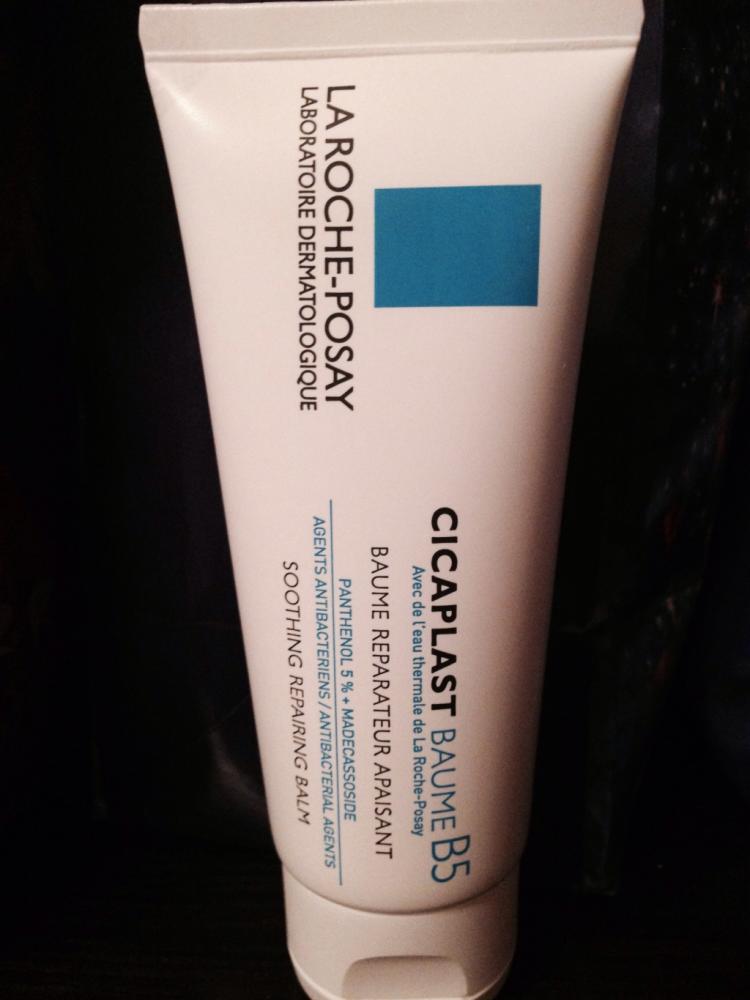 LA ROCHE-POSAY
LABORATOIRE DERMATOLOGIQUE
CICAPLAST BAUME B5
Avec de l'eau thermale de La Roche-Posay
BAUME REPARATEUR APAISANT
PANTHENOL 5 % + MADECASSOSIDE
AGENTS ANTIBACTERIENS / ANTIBACTERIAL AGENTS
SOOTHING REPAIRING BALM